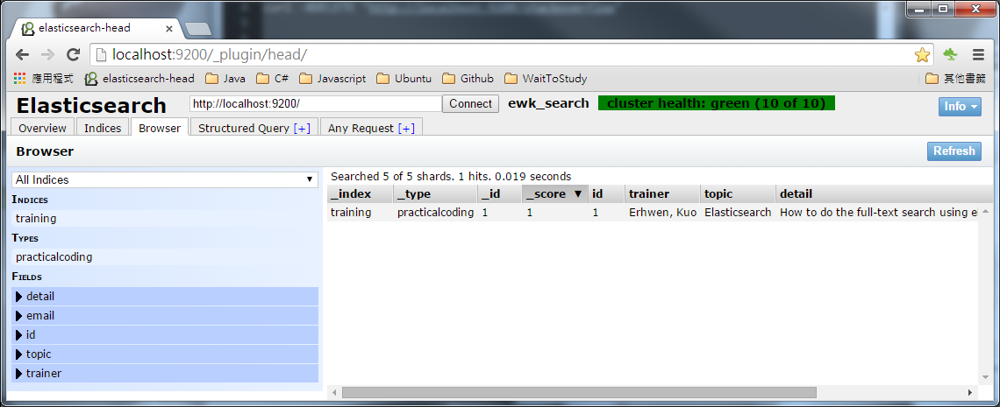 elasticsearch-head
localhost:9200/_plugin/head/
應用程式 elasticsearch-head Java C# Javascript Ubuntu Github WaitToStudy 其他書籤
Elasticsearch http://localhost:9200/ Connect ewk_search cluster health: green (10 of 10) Info
Overview Indices Browser Structured Query [+] Any Request [+]
Browser Refresh
All Indices
Searched 5 of 5 shards. 1 hits. 0.019 seconds
Indices
training
Types
practicalcoding
Fields
detail
email
id
topic
trainer
_index _type _id _score ▼ id trainer topic detail
training practicalcoding 1 1 1 Erhwen, Kuo Elasticsearch How to do the full-text search using e